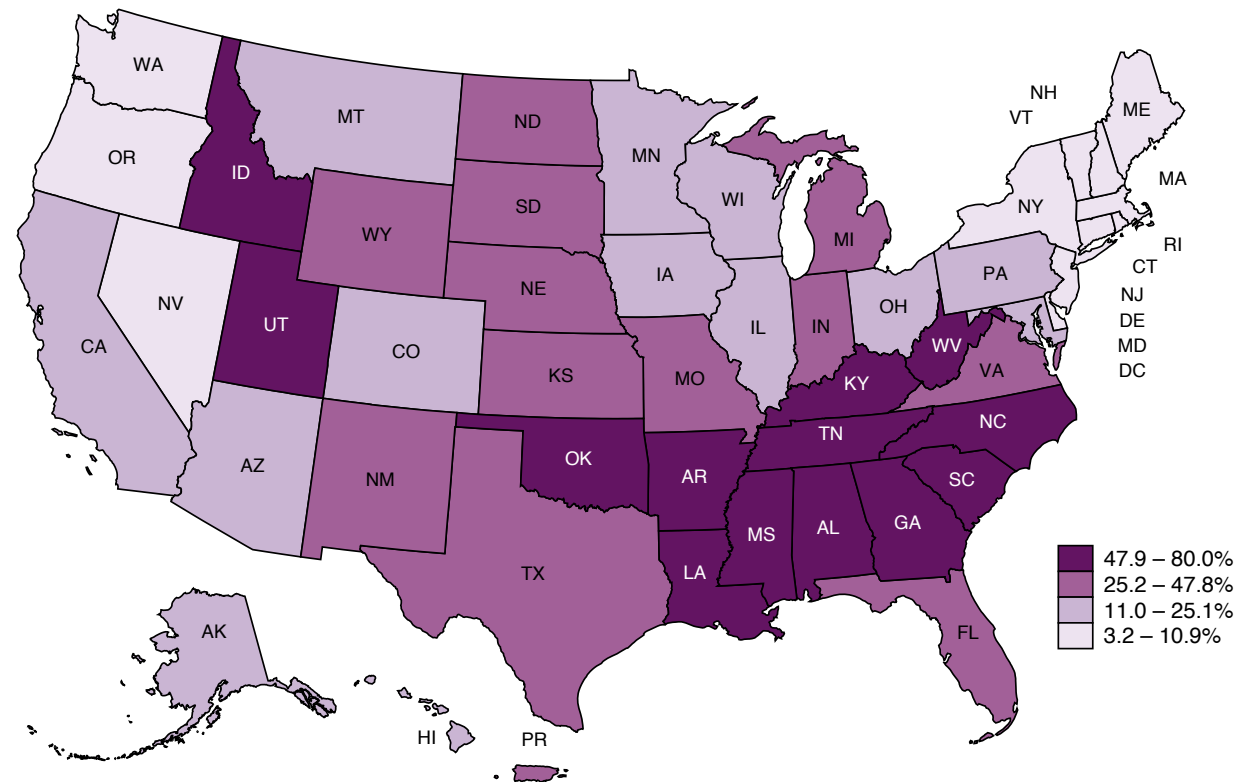 WA
MT
ND
MN
OR
ID
WY
SD
WI
MI
NH
VT
ME
NY
MA
RI
CT
NJ
DE
MD
DC
PA
OH
IN
IL
IA
NE
NV
UT
CO
CA
KS
MO
KY
WV
VA
AZ
NM
OK
AR
TN
NC
SC
MS
AL
GA
LA
TX
FL
AK
HI
PR
47.9 – 80.0%
25.2 – 47.8%
11.0 – 25.1%
3.2 – 10.9%